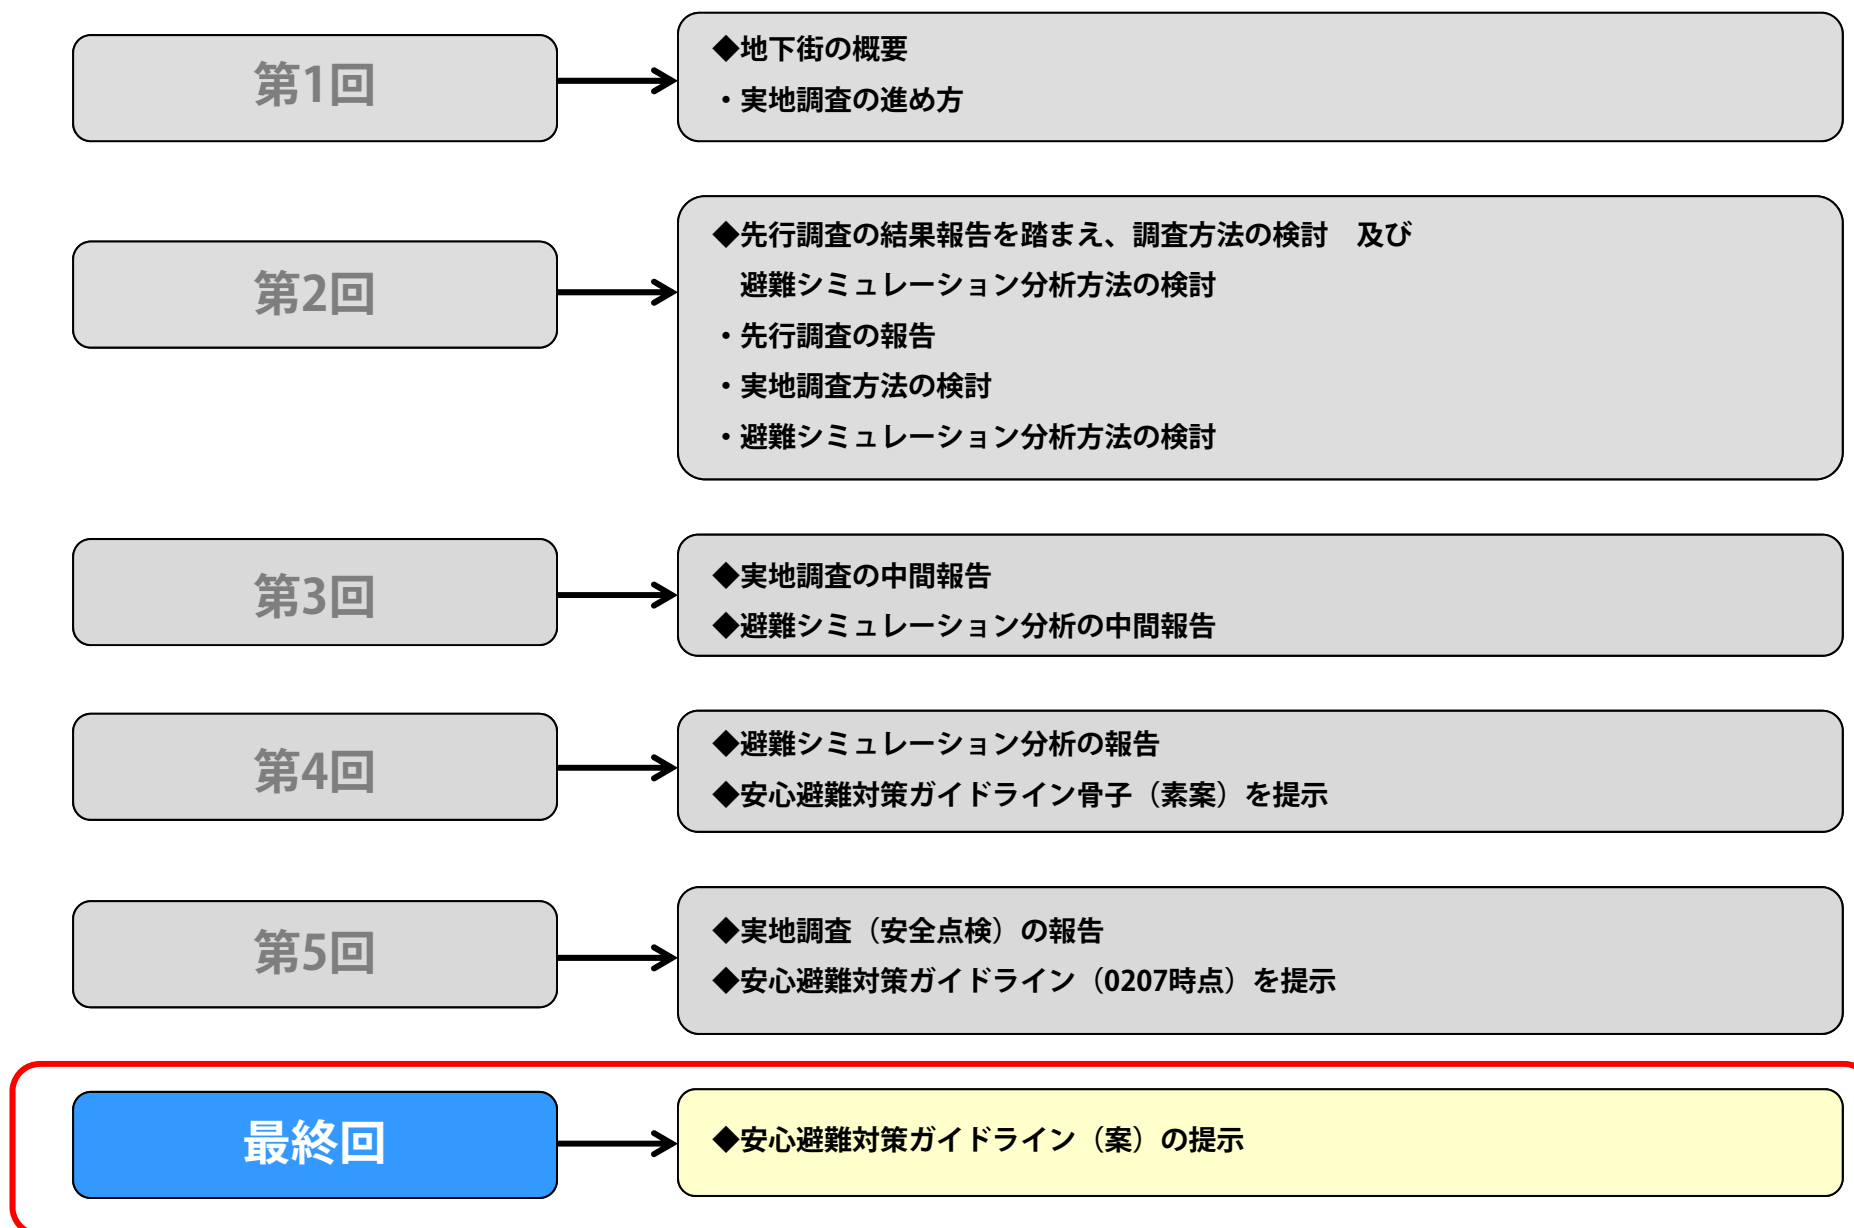 第1回
◆地下街の概要
・実地調査の進め方
第2回
◆先行調査の結果報告を踏まえ、調査方法の検討　及び
避難シミュレーション分析方法の検討
・先行調査の報告
・実地調査方法の検討
・避難シミュレーション分析方法の検討
第3回
◆実地調査の中間報告
◆避難シミュレーション分析の中間報告
第4回
◆避難シミュレーション分析の報告
◆安心避難対策ガイドライン骨子（素案）を提示
第5回
◆実地調査（安全点検）の報告
◆安心避難対策ガイドライン（0207時点）を提示
最終回
◆安心避難対策ガイドライン（案）の提示